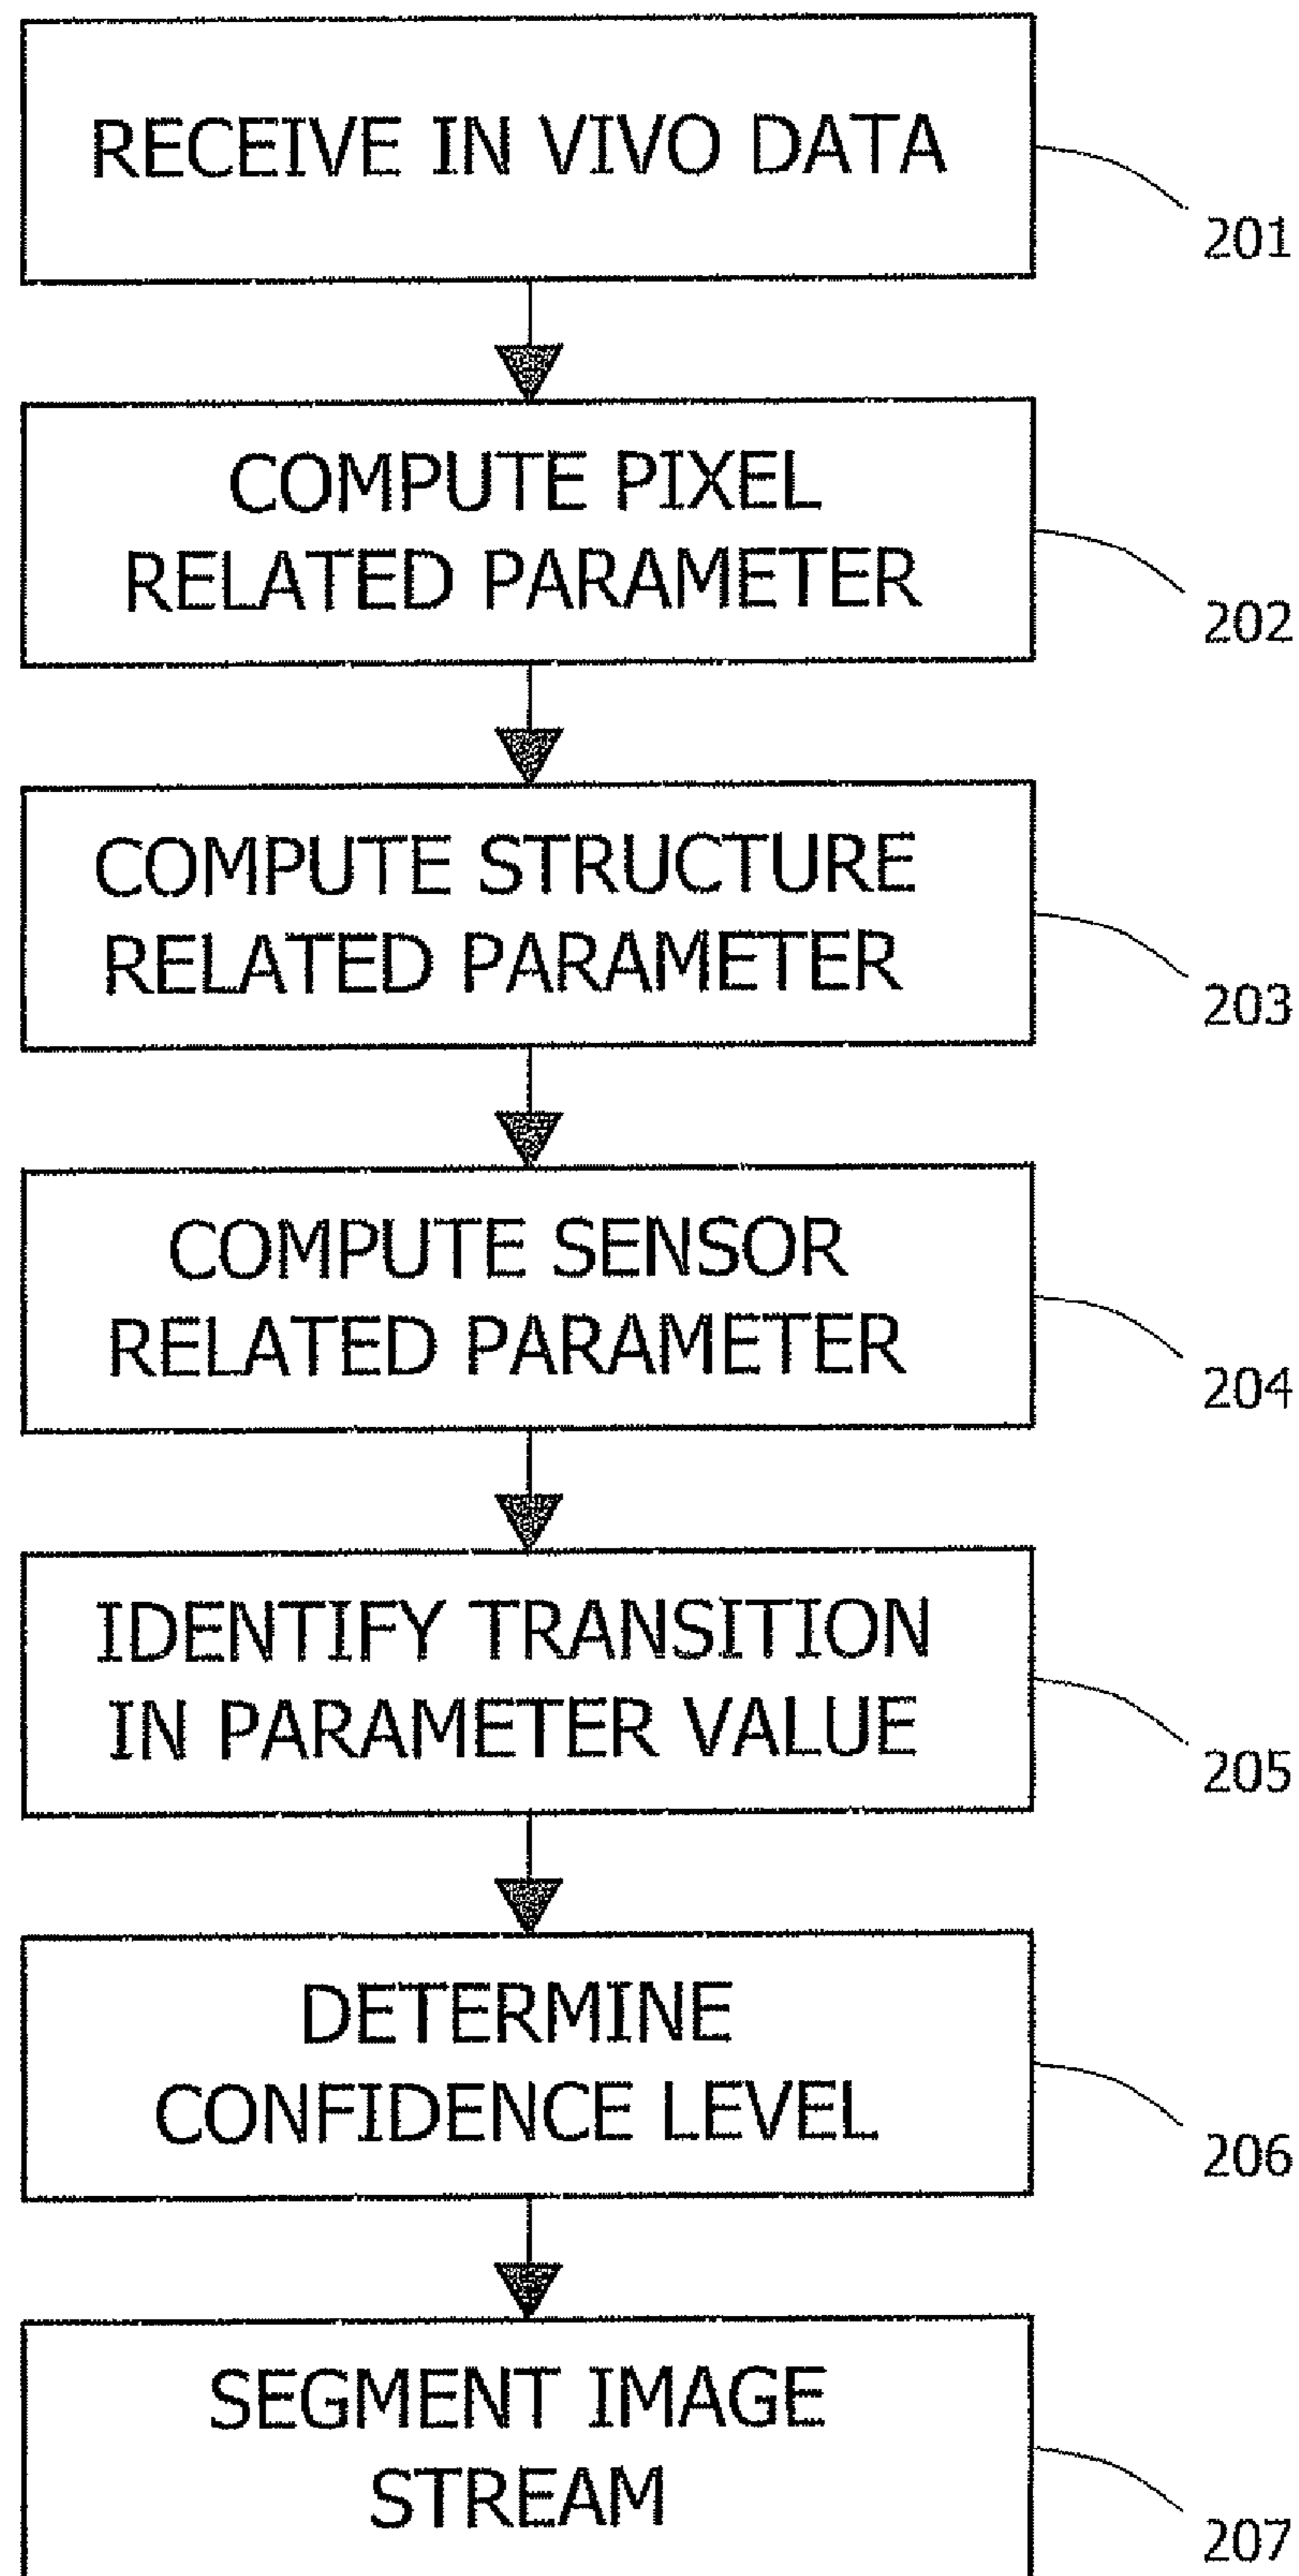 RECEIVE IN VIVO DATA
201
COMPUTE PIXEL
RELATED PARAMETER
202
COMPUTE STRUCTURE
RELATED PARAMETER
203
COMPUTE SENSOR
RELATED PARAMETER
204
IDENTIFY TRANSITION
IN PARAMETER VALUE
205
DETERMINE
CONFIDENCE LEVEL
206
SEGMENT IMAGE
STREAM
207